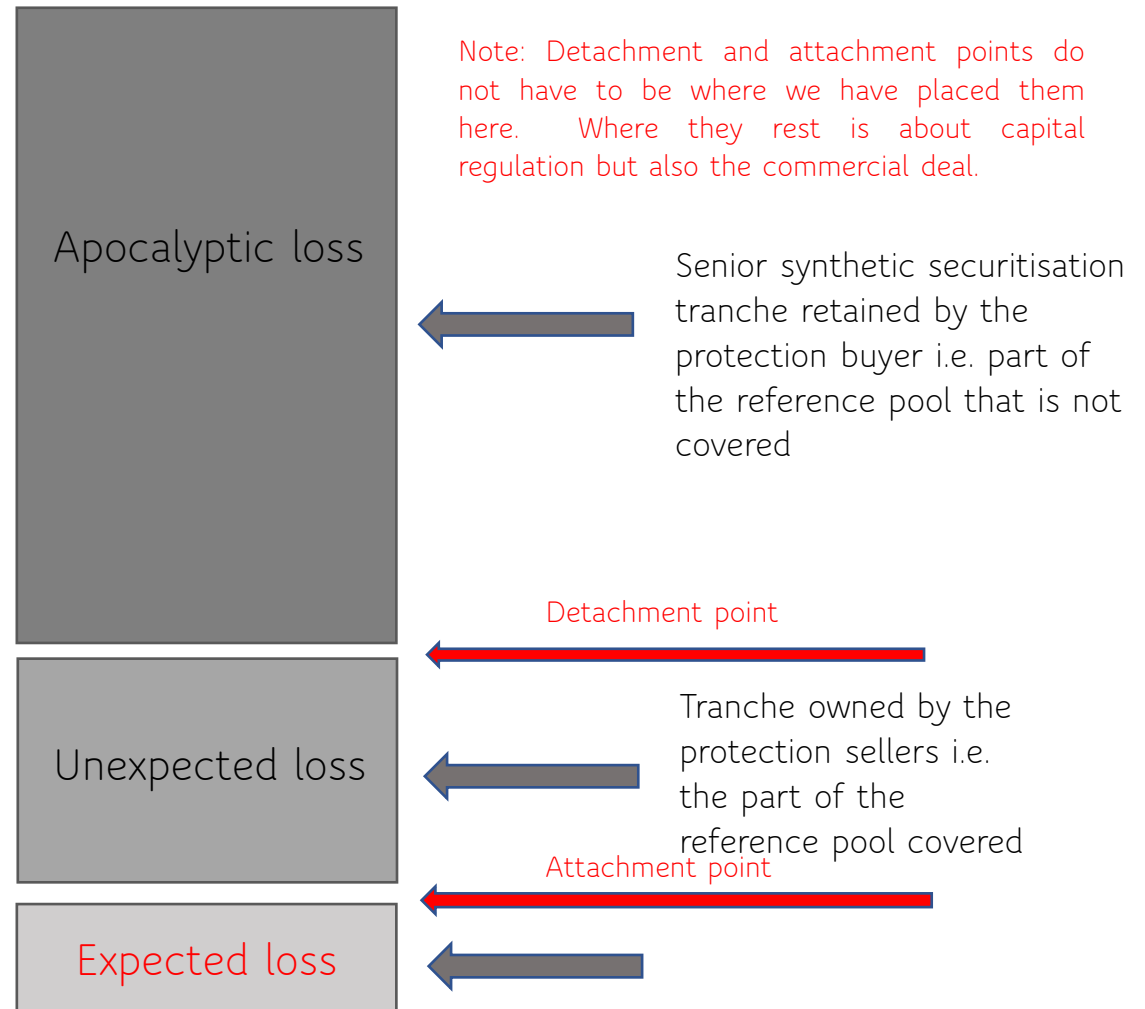 Note: Detachment and attachment points do
not have to be where we have placed them
here. Where they rest is about capital
regulation but also the commercial deal.
Apocalyptic loss
Senior synthetic securitisation
tranche retained by the
protection buyer i.e. part of
the reference pool that is not
covered
Detachment point
Unexpected loss
Tranche owned by the
protection sellers i.e.
the part of the
reference pool covered
Attachment point
Expected loss